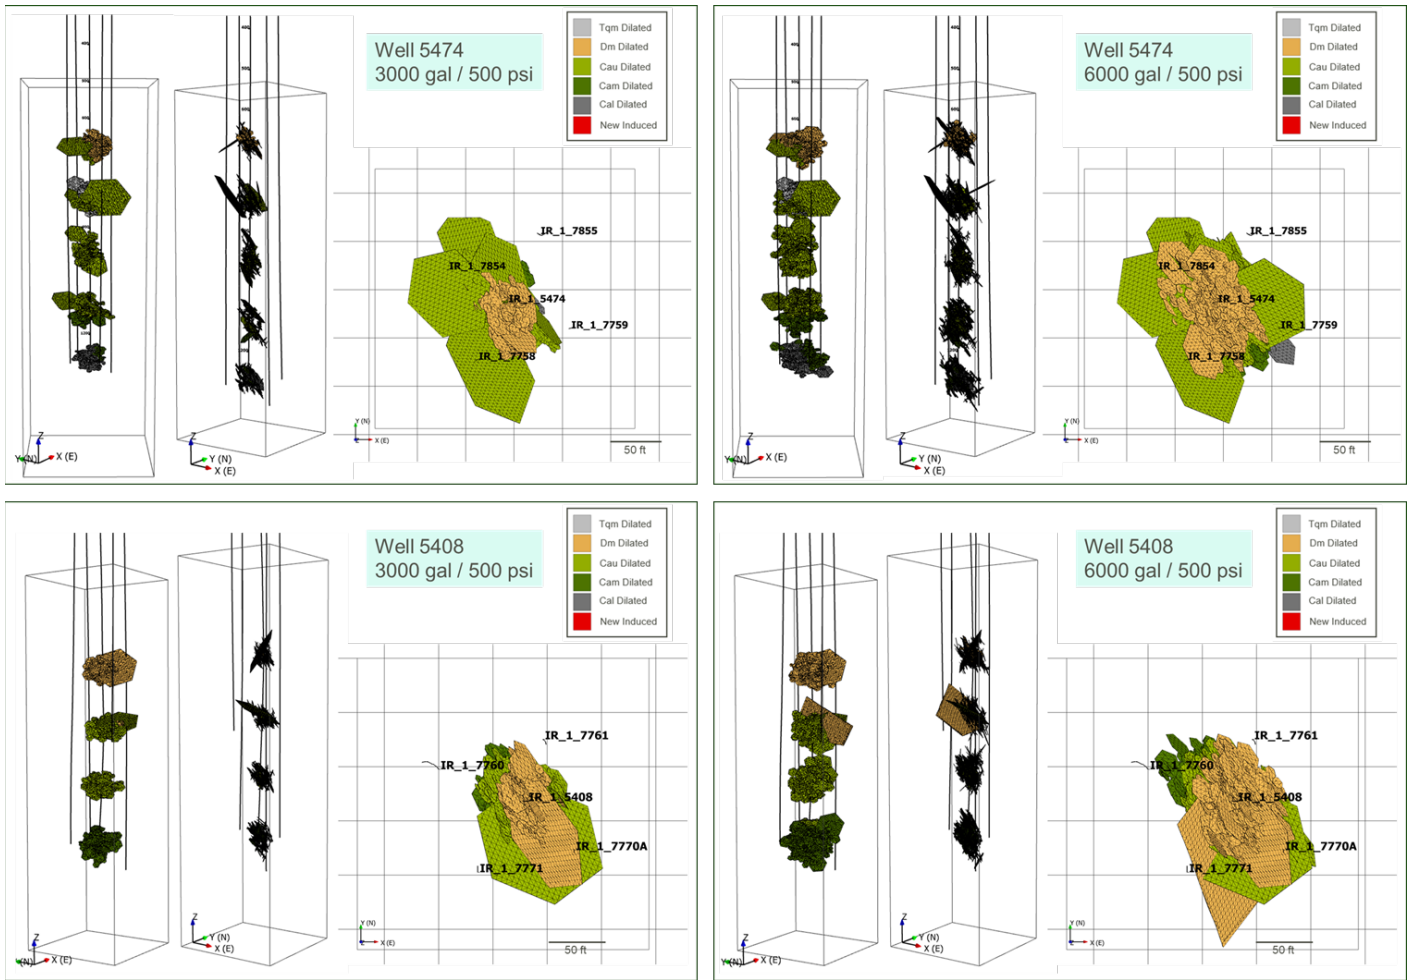 Well 5474
3000 gal / 500 psi
Tqm Dilated
Dm Dilated
Cau Dilated
Cam Dilated
Cal Dilated
New Induced
IR_1_7855
IR_1_7854
IR_1_5474
IR_1_7759
IR_1_7758
Z
Y (N)
X (E)
Z
Y (N)
X (E)
Y (N)
X (E)
50 ft
Well 5474
6000 gal / 500 psi
Tqm Dilated
Dm Dilated
Cau Dilated
Cam Dilated
Cal Dilated
New Induced
IR_1_7855
IR_1_7854
IR_1_5474
IR_1_7759
IR_1_7758
Z
Y (N)
X (E)
Z
Y (N)
X (E)
Y (N)
X (E)
50 ft
Well 5408
3000 gal / 500 psi
Tqm Dilated
Dm Dilated
Cau Dilated
Cam Dilated
Cal Dilated
New Induced
IR_1_7761
IR_1_7760
IR_1_5408
IR_1_7770A
IR_1_7771
Z
(N)
X (E)
Z
Y (N)
X (E)
Y (N)
X (E)
50 ft
Well 5408
6000 gal / 500 psi
Tqm Dilated
Dm Dilated
Cau Dilated
Cam Dilated
Cal Dilated
New Induced
IR_1_7761
IR_1_7760
IR_1_5408
IR_1_7770A
IR_1_7771
Z
(N)
X (E)
Z
Y (N)
X (E)
Y (N)
X (E)
50 ft